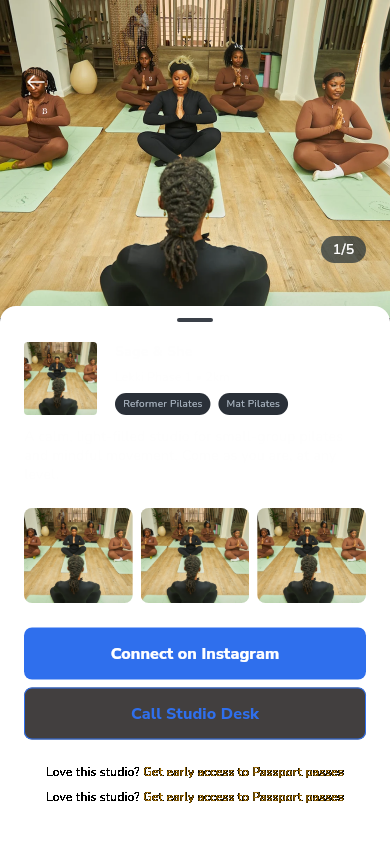 1/5
Reformer Pilates
Mat Pilates
Connect on Instagram
Call Studio Desk
Love this studio? Get early access to Passport passes
Love this studio? Get early access to Passport passes